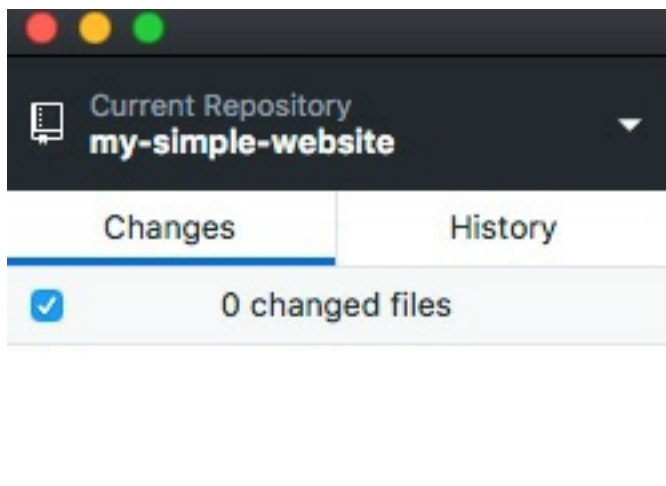 Current Repository
my-simple-website
Changes History
0 changed files